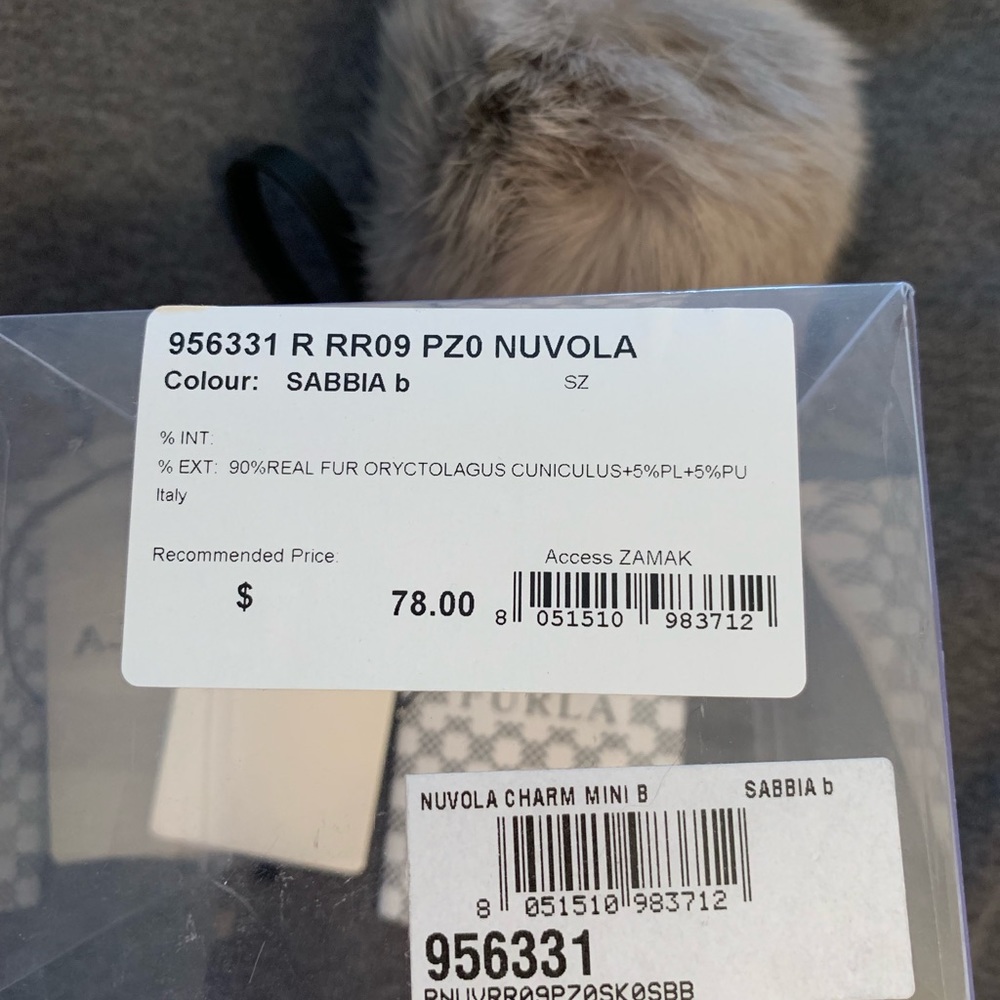 956331 R RR09 PZ0 NUVOLA
Colour: SABBIA b SZ
% INT:
% EXT: 90%REAL FUR ORYCTOLAGUS CUNICULUS+5%PL+5%PU
Italy
Recommended Price: Access ZAMAK
$ 78.00
8 051510 983712
FURLA
NUVOLA CHARM MINI B SABBIA b
8 051510 983712
956331
RNUVRR09PZ0SK0SBB